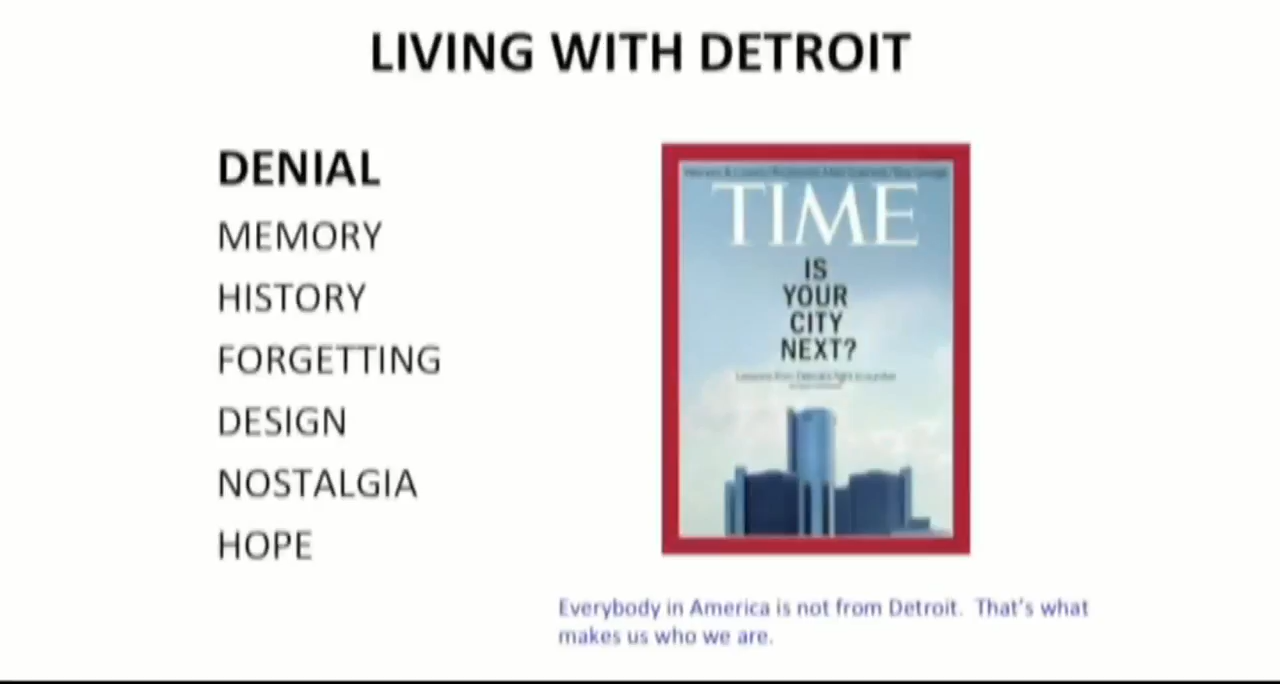 LIVING WITH DETROIT
DENIAL
MEMORY
HISTORY
FORGETTING
DESIGN
NOSTALGIA
HOPE
TIME
IS
YOUR
CITY
NEXT?
Everybody in America is not from Detroit. That's what
makes us who we are.